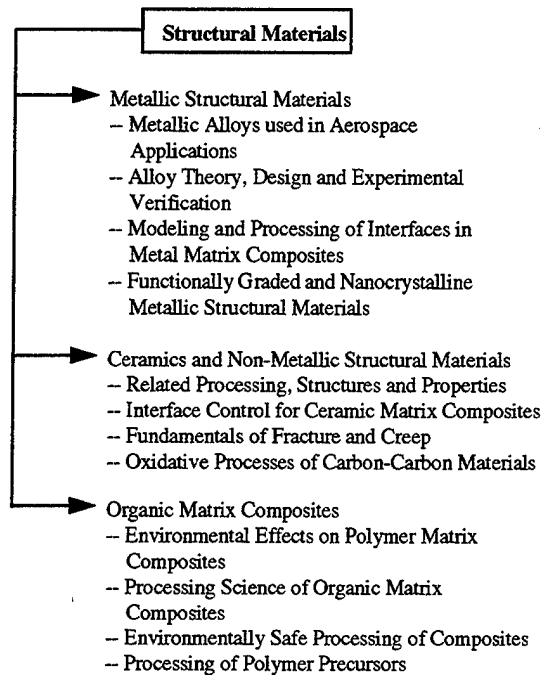 Structural Materials
Metallic Structural Materials
-- Metallic Alloys used in Aerospace
Applications
-- Alloy Theory, Design and Experimental
Verification
-- Modeling and Processing of Interfaces in
Metal Matrix Composites
-- Functionally Graded and Nanocrystalline
Metallic Structural Materials
Ceramics and Non-Metallic Structural Materials
-- Related Processing, Structures and Properties
-- Interface Control for Ceramic Matrix Composites
-- Fundamentals of Fracture and Creep
-- Oxidative Processes of Carbon-Carbon Materials
Organic Matrix Composites
-- Environmental Effects on Polymer Matrix
Composites
-- Processing Science of Organic Matrix
Composites
-- Environmentally Safe Processing of Composites
-- Processing of Polymer Precursors